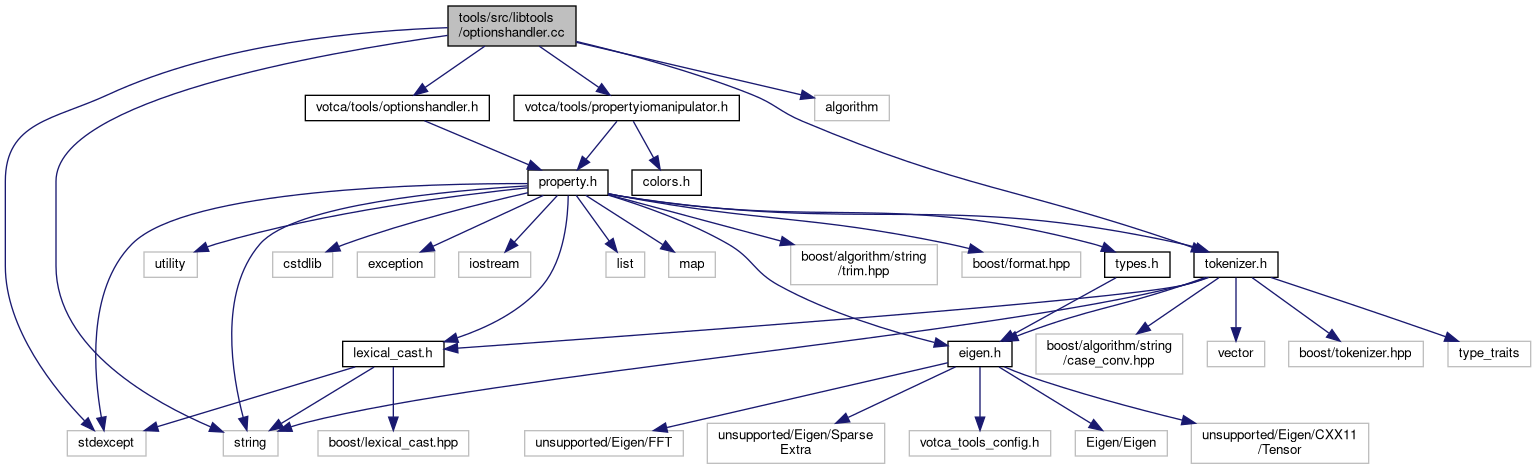 tools/src/libtools
/optionshandler.cc
votca/tools/optionshandler.h
votca/tools/propertyiomanipulator.h
algorithm
property.h
colors.h
utility
cstdlib
exception
iostream
list
map
boost/algorithm/string
/trim.hpp
boost/format.hpp
types.h
tokenizer.h
lexical_cast.h
eigen.h
boost/algorithm/string
/case_conv.hpp
vector
boost/tokenizer.hpp
type_traits
stdexcept
string
boost/lexical_cast.hpp
unsupported/Eigen/FFT
unsupported/Eigen/Sparse
Extra
votca_tools_config.h
Eigen/Eigen
unsupported/Eigen/CXX11
/Tensor